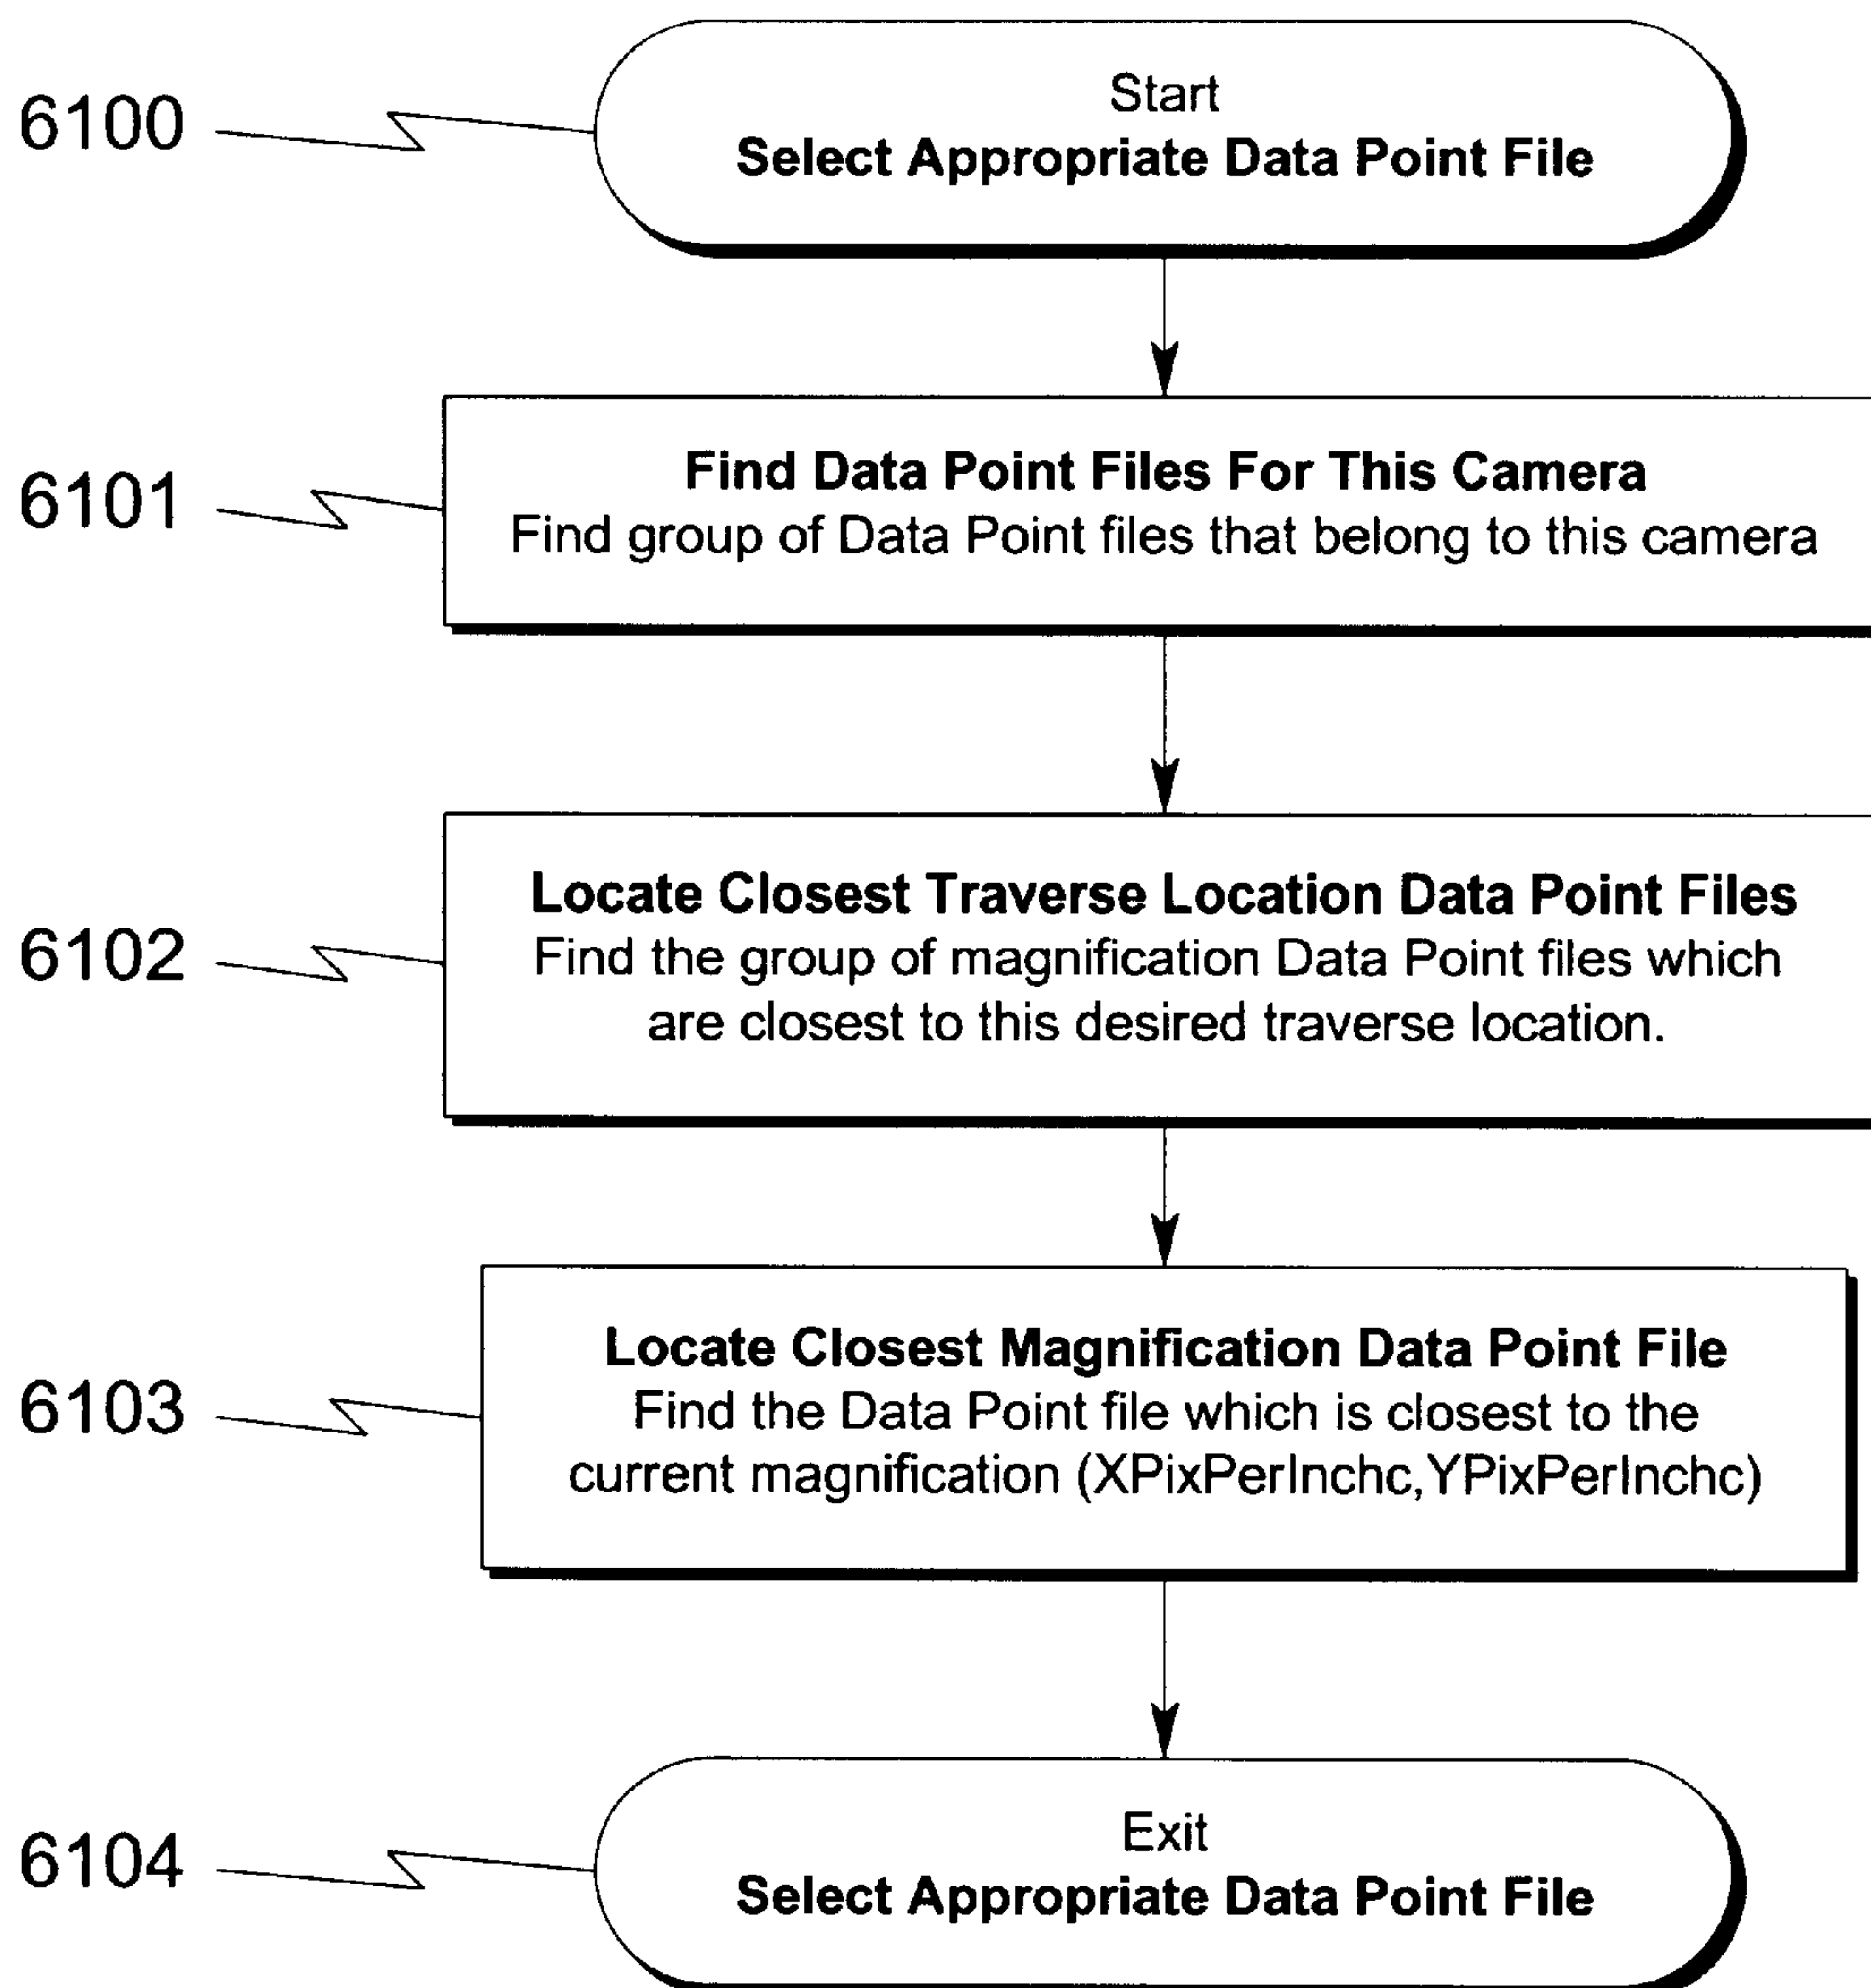 6100
Start
Select Appropriate Data Point File
6101
Find Data Point Files For This Camera
Find group of Data Point files that belong to this camera
6102
Locate Closest Traverse Location Data Point Files
Find the group of magnification Data Point files which
are closest to this desired traverse location.
6103
Locate Closest Magnification Data Point File
Find the Data Point file which is closest to the
current magnification (XPixPerInchc,YPixPerInchc)
6104
Exit
Select Appropriate Data Point File